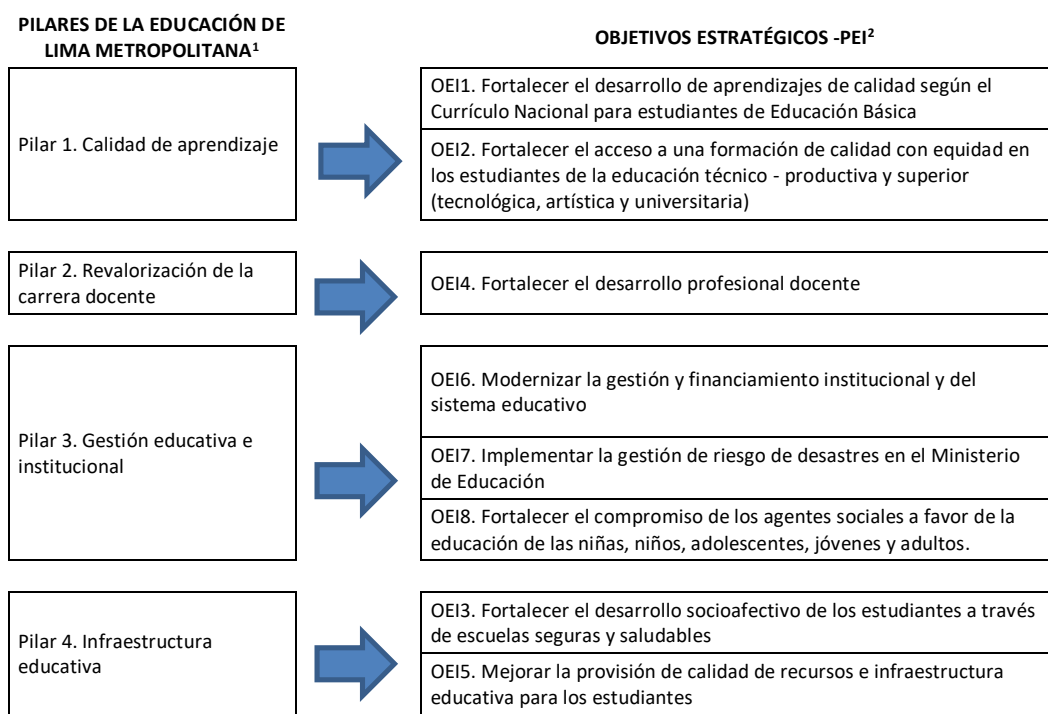 PILARES DE LA EDUCACIÓN DE
LIMA METROPOLITANA¹
OBJETIVOS ESTRATÉGICOS -PEI²
Pilar 1. Calidad de aprendizaje
OEI1. Fortalecer el desarrollo de aprendizajes de calidad según el
Currículo Nacional para estudiantes de Educación Básica
OEI2. Fortalecer el acceso a una formación de calidad con equidad en
los estudiantes de la educación técnico - productiva y superior
(tecnológica, artística y universitaria)
Pilar 2. Revalorización de la
carrera docente
OEI4. Fortalecer el desarrollo profesional docente
Pilar 3. Gestión educativa e
institucional
OEI6. Modernizar la gestión y financiamiento institucional y del
sistema educativo
OEI7. Implementar la gestión de riesgo de desastres en el Ministerio
de Educación
OEI8. Fortalecer el compromiso de los agentes sociales a favor de la
educación de las niñas, niños, adolescentes, jóvenes y adultos.
Pilar 4. Infraestructura
educativa
OEI3. Fortalecer el desarrollo socioafectivo de los estudiantes a través
de escuelas seguras y saludables
OEI5. Mejorar la provisión de calidad de recursos e infraestructura
educativa para los estudiantes